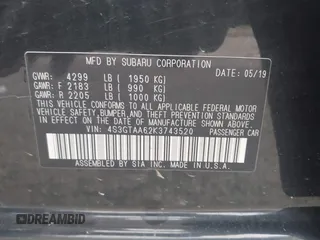 MFD BY SUBARU CORPORATION
GVWR: 4299 LB ( 1950 KG) 05/19
GAWR: F 2183 LB ( 990 KG)
GAWR: R 2205 LB ( 1000 KG)
THIS VEHICLE CONFORMS TO ALL APPLICABLE FEDERAL MOTOR
VEHICLE SAFETY, BUMPER, AND THEFT PREVENTION STANDARDS
IN EFFECT ON THE DATE OF MANUFACTURE SHOWN ABOVE.
VIN: 4S3GTAA62K3743520 PASSENGER CAR
ASSEMBLED BY SIA INC. MADE IN U.S.A.
DREAMBID